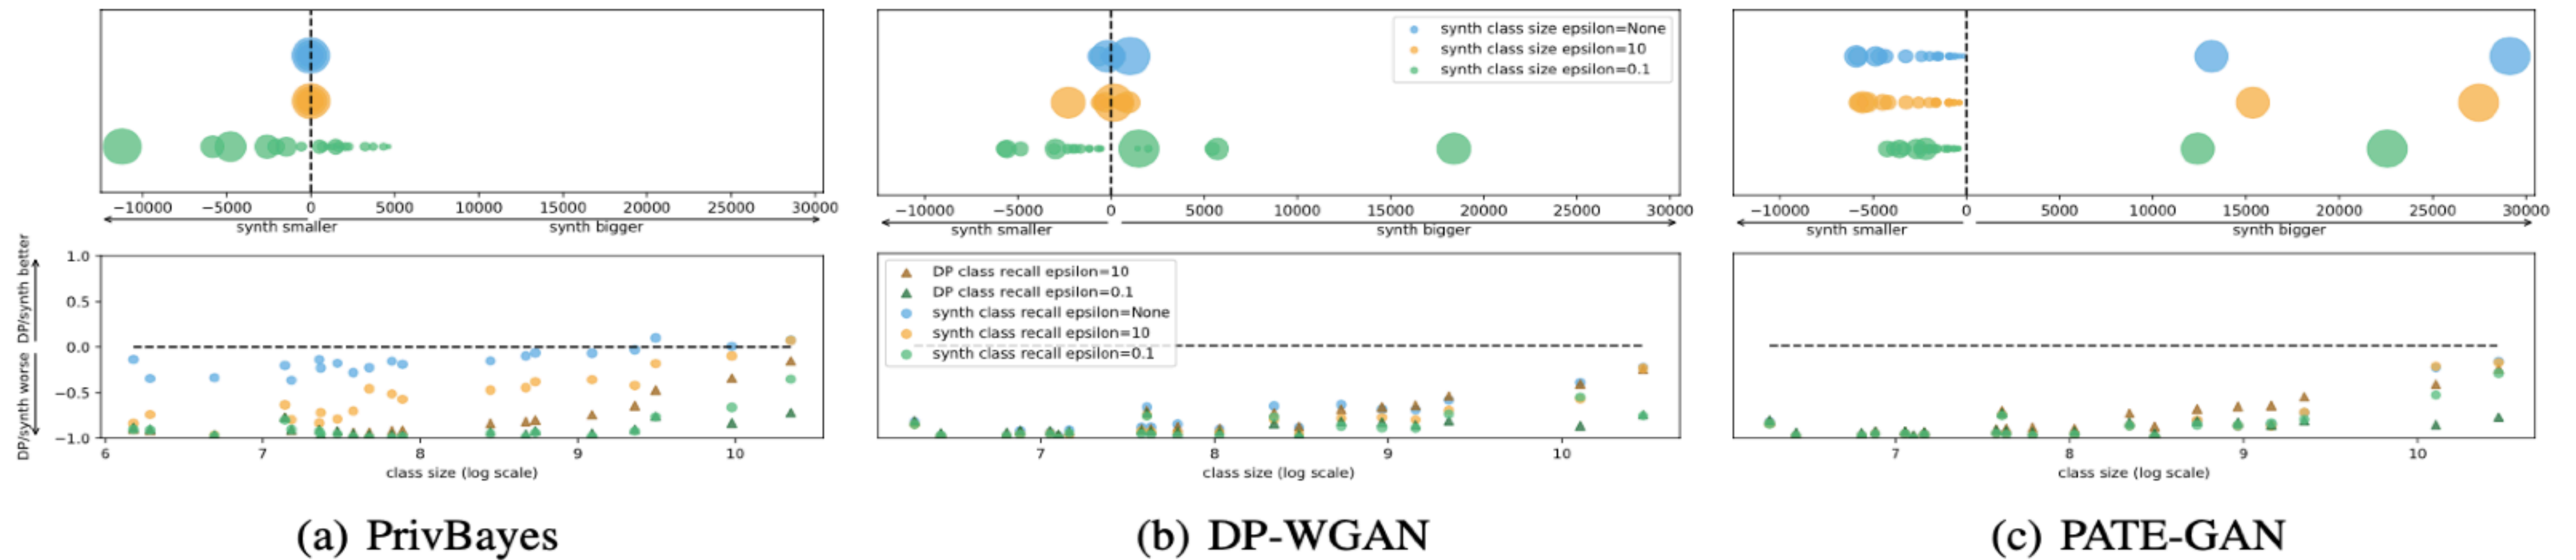 synth class size epsilon=None
synth class size epsilon=10
synth class size epsilon=0.1
−10000 −5000 0 5000 10000 15000 20000 25000 30000
synth smaller synth bigger
−10000 −5000 0 5000 10000 15000 20000 25000 30000
synth smaller synth bigger
−10000 −5000 0 5000 10000 15000 20000 25000 30000
synth smaller synth bigger
DP/synth worse DP/synth better
1.0
0.5
0.0
−0.5
−1.0
6 7 8 9 10
class size (log scale)
DP class recall epsilon=10
DP class recall epsilon=0.1
synth class recall epsilon=None
synth class recall epsilon=10
synth class recall epsilon=0.1
7 8 9 10
class size (log scale)
7 8 9 10
class size (log scale)
(a) PrivBayes
(b) DP-WGAN
(c) PATE-GAN